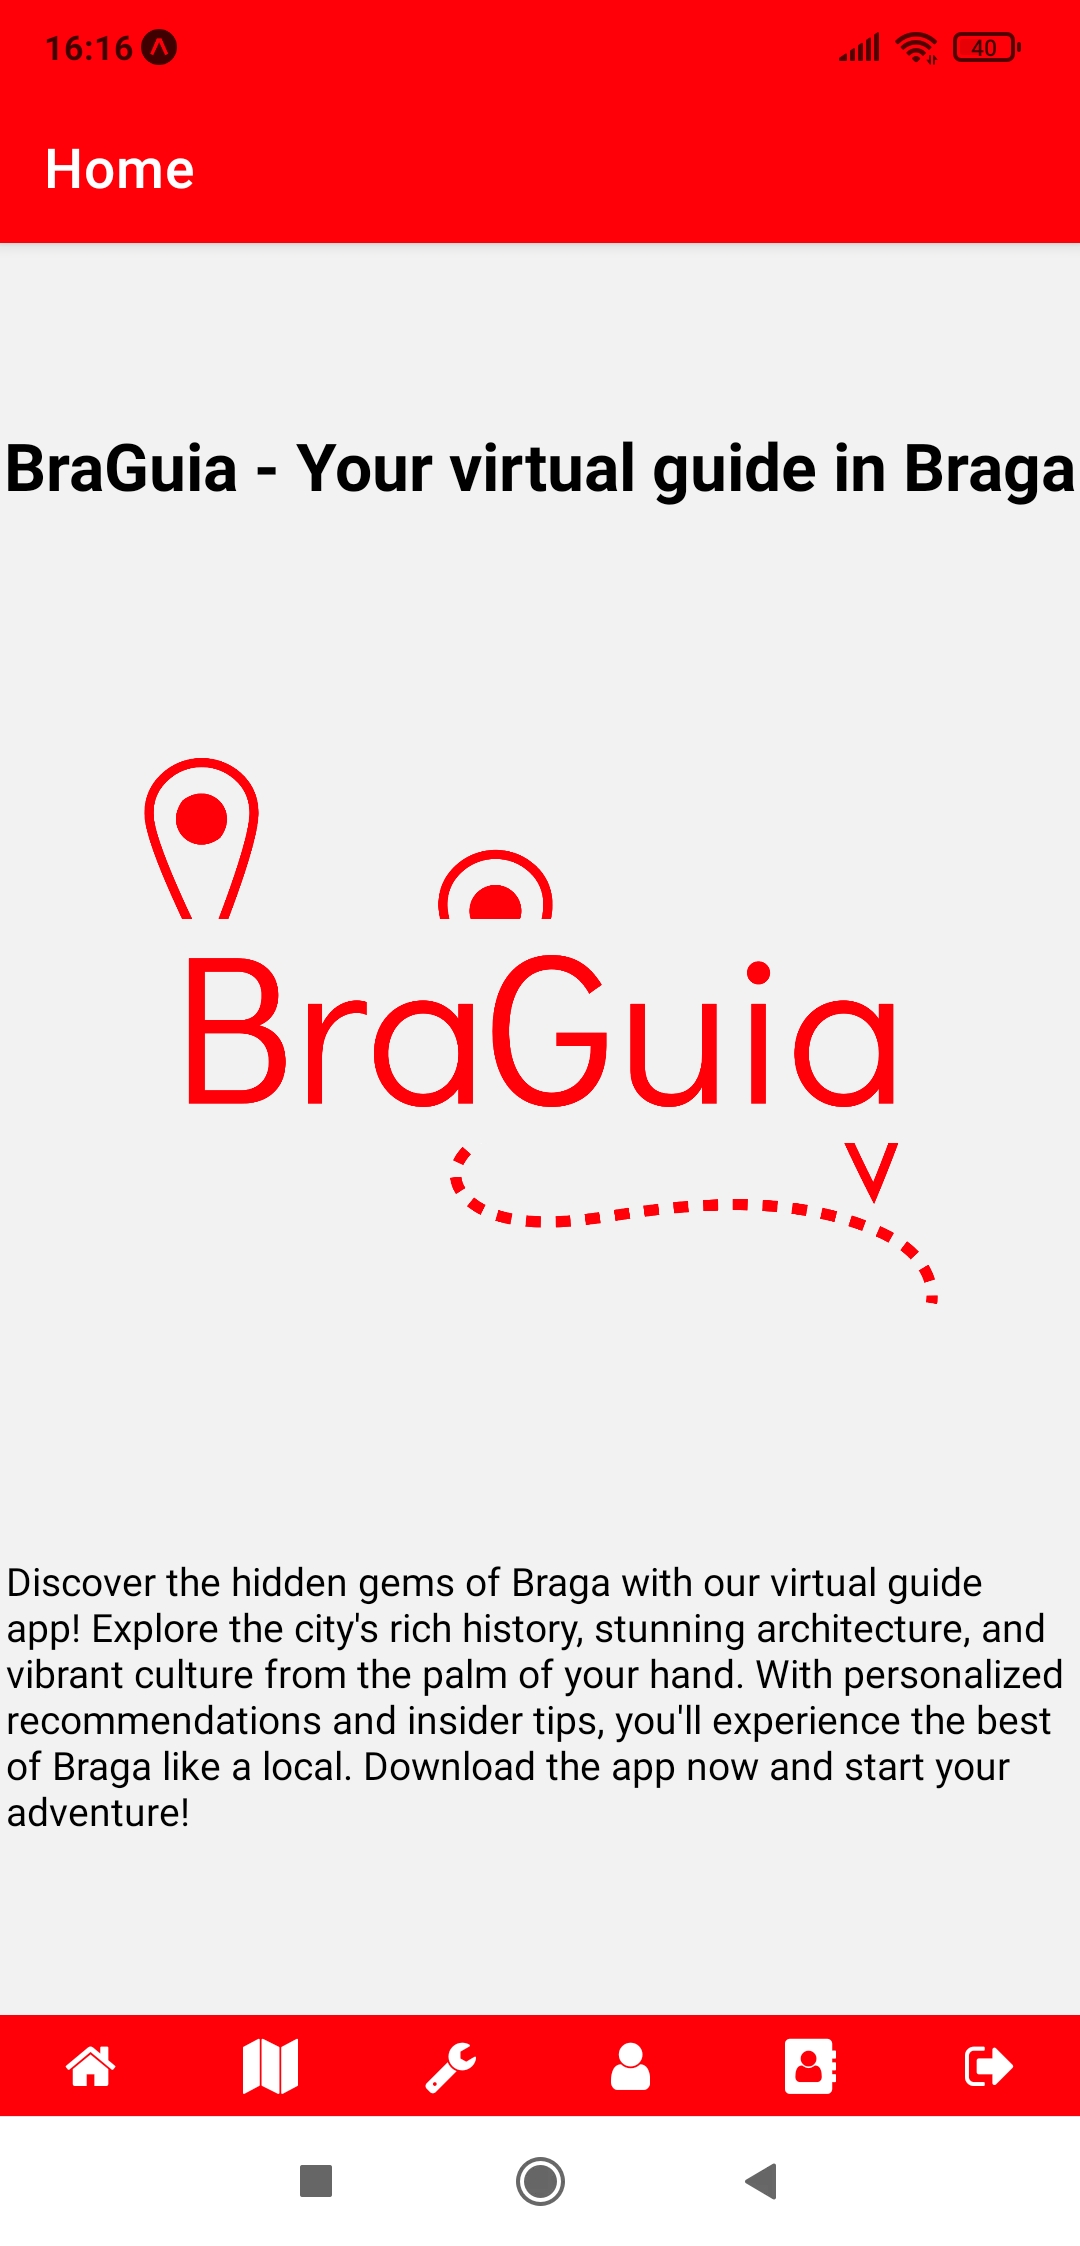 16:16
40
Home
BraGuia - Your virtual guide in Braga
BraGuia
Discover the hidden gems of Braga with our virtual guide
app! Explore the city's rich history, stunning architecture, and
vibrant culture from the palm of your hand. With personalized
recommendations and insider tips, you'll experience the best
of Braga like a local. Download the app now and start your
adventure!